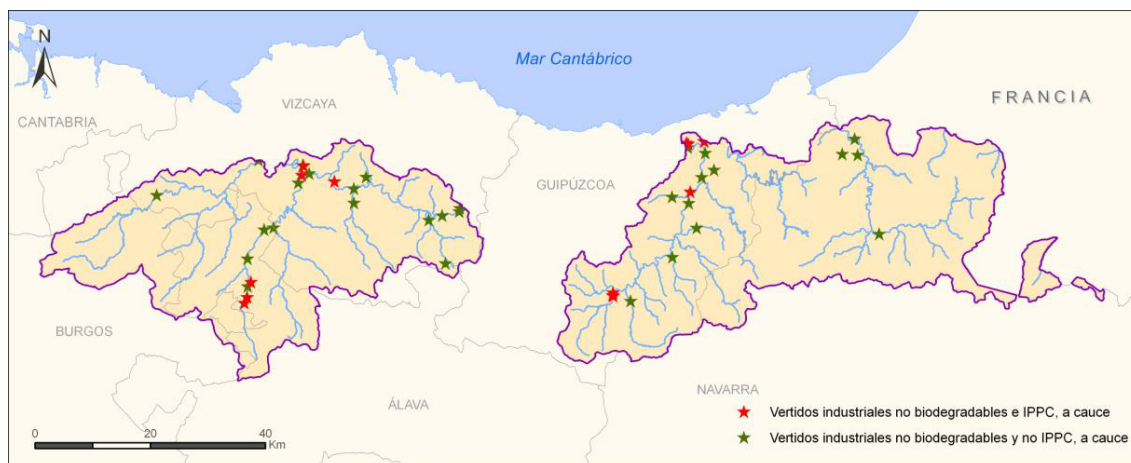 N
Mar Cantábrico
VIZCAYA
FRANCIA
CANTABRIA
GUIPÚZCOA
BURGOS
NAVARRA
ÁLAVA
Vertidos industriales no biodegradables e IPPC, a cauce
Vertidos industriales no biodegradables y no IPPC, a cauce
0 20 40
Km